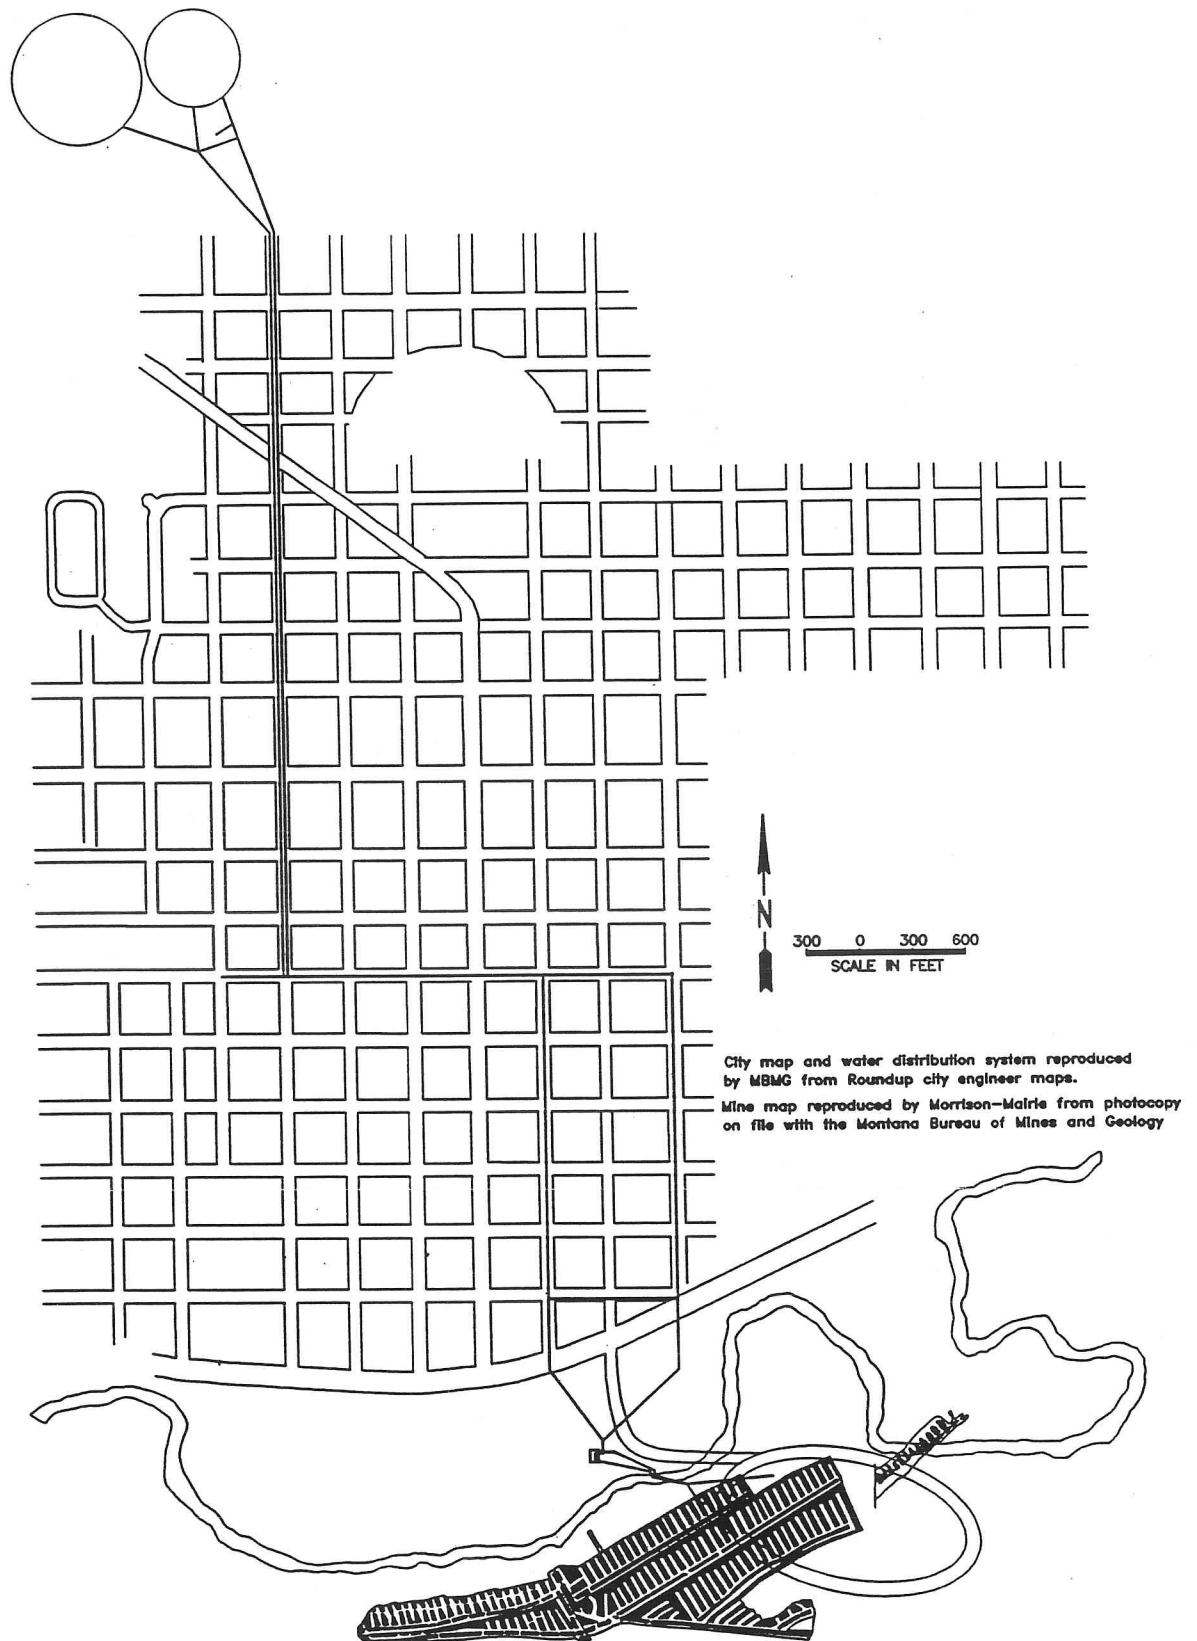 N
300 0 300 600
SCALE IN FEET
City map and water distribution system reproduced
by MBMG from Roundup city engineer maps.
Mine map reproduced by Morrison-Mairie from photocopy
on file with the Montana Bureau of Mines and Geology